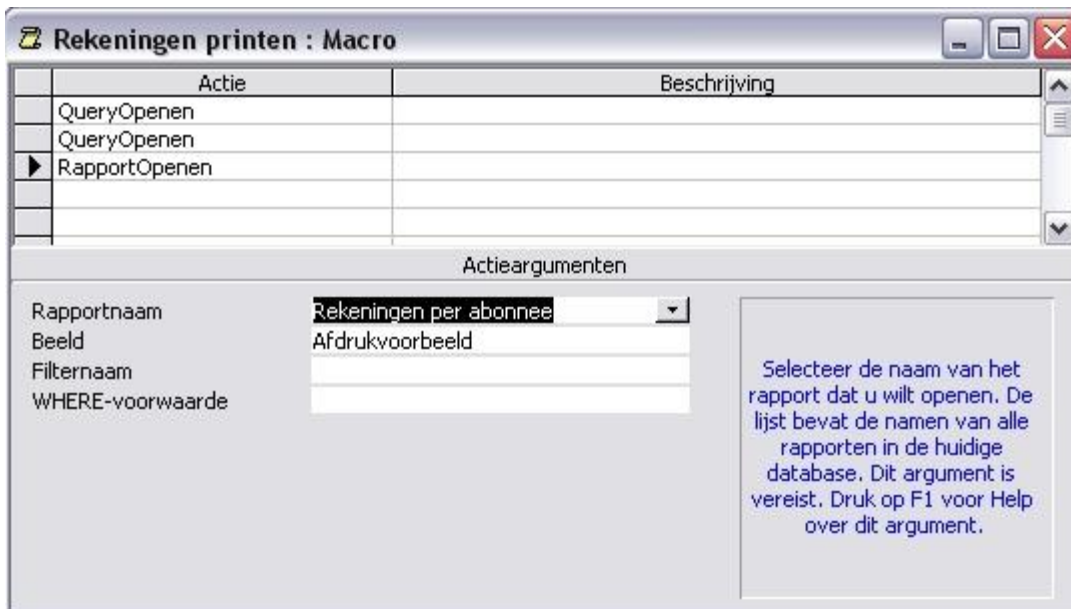 Rekeningen printen : Macro
Actie Beschrijving
QueryOpenen
QueryOpenen
RapportOpenen
Actieargumenten
Rapportnaam Rekeningen per abonnee
Beeld Afdrukvoorbeeld
Filternaam
WHERE-voorwaarde
Selecteer de naam van het
rapport dat u wilt openen. De
lijst bevat de namen van alle
rapporten in de huidige
database. Dit argument is
vereist. Druk op F1 voor Help
over dit argument.